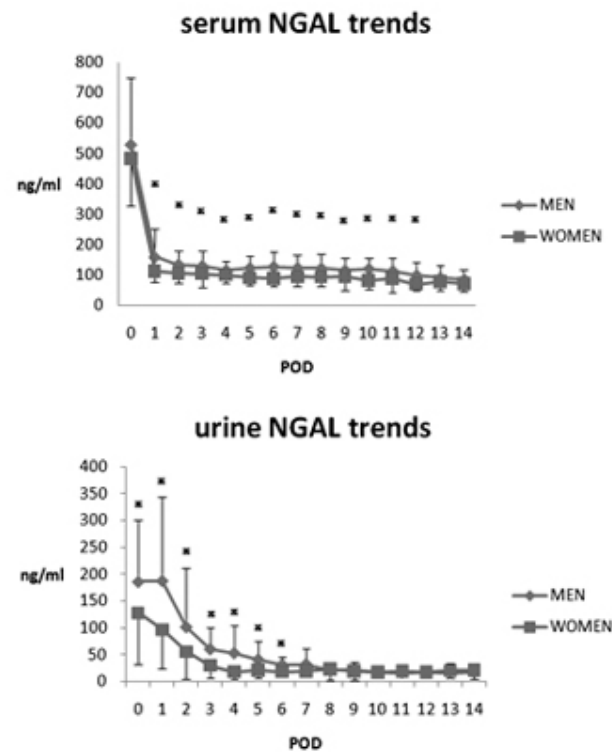 serum NGAL trends
800
700
600
500
ng/ml
400
300
200
100
0
MEN
WOMEN
0 1 2 3 4 5 6 7 8 9 10 11 12 13 14
POD
urine NGAL trends
400
350
300
250
ng/ml
200
150
100
50
0
MEN
WOMEN
0 1 2 3 4 5 6 7 8 9 10 11 12 13 14
POD